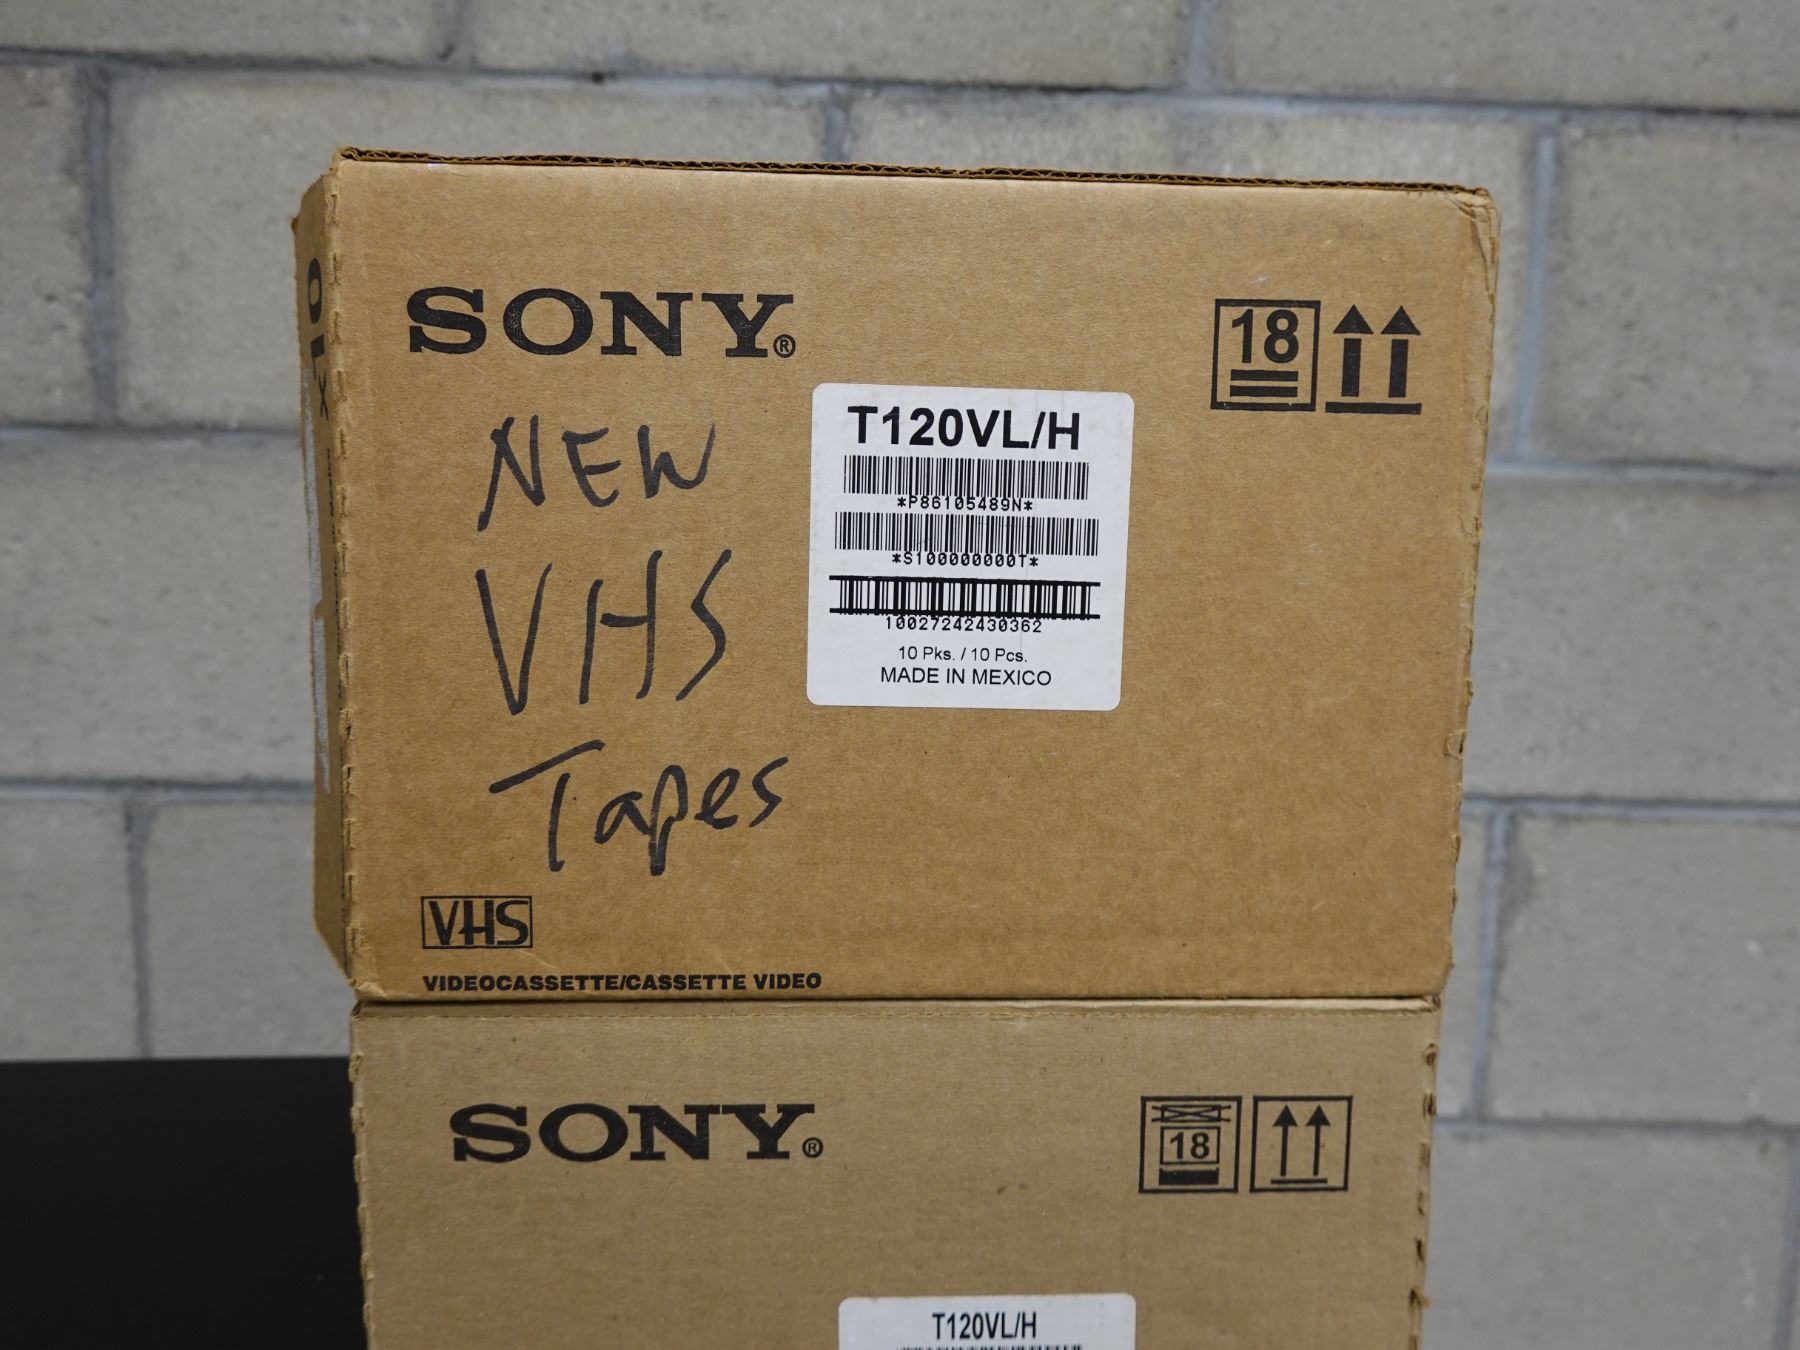 SONY®
18
T120VL/H
*P86105489N*
*S100000000T*
10027242430362
10 Pks. / 10 Pcs.
MADE IN MEXICO
NEW
VHS
Tapes
VHS
VIDEOCASSETTE/CASSETTE VIDEO
SONY®
18
T120VL/H